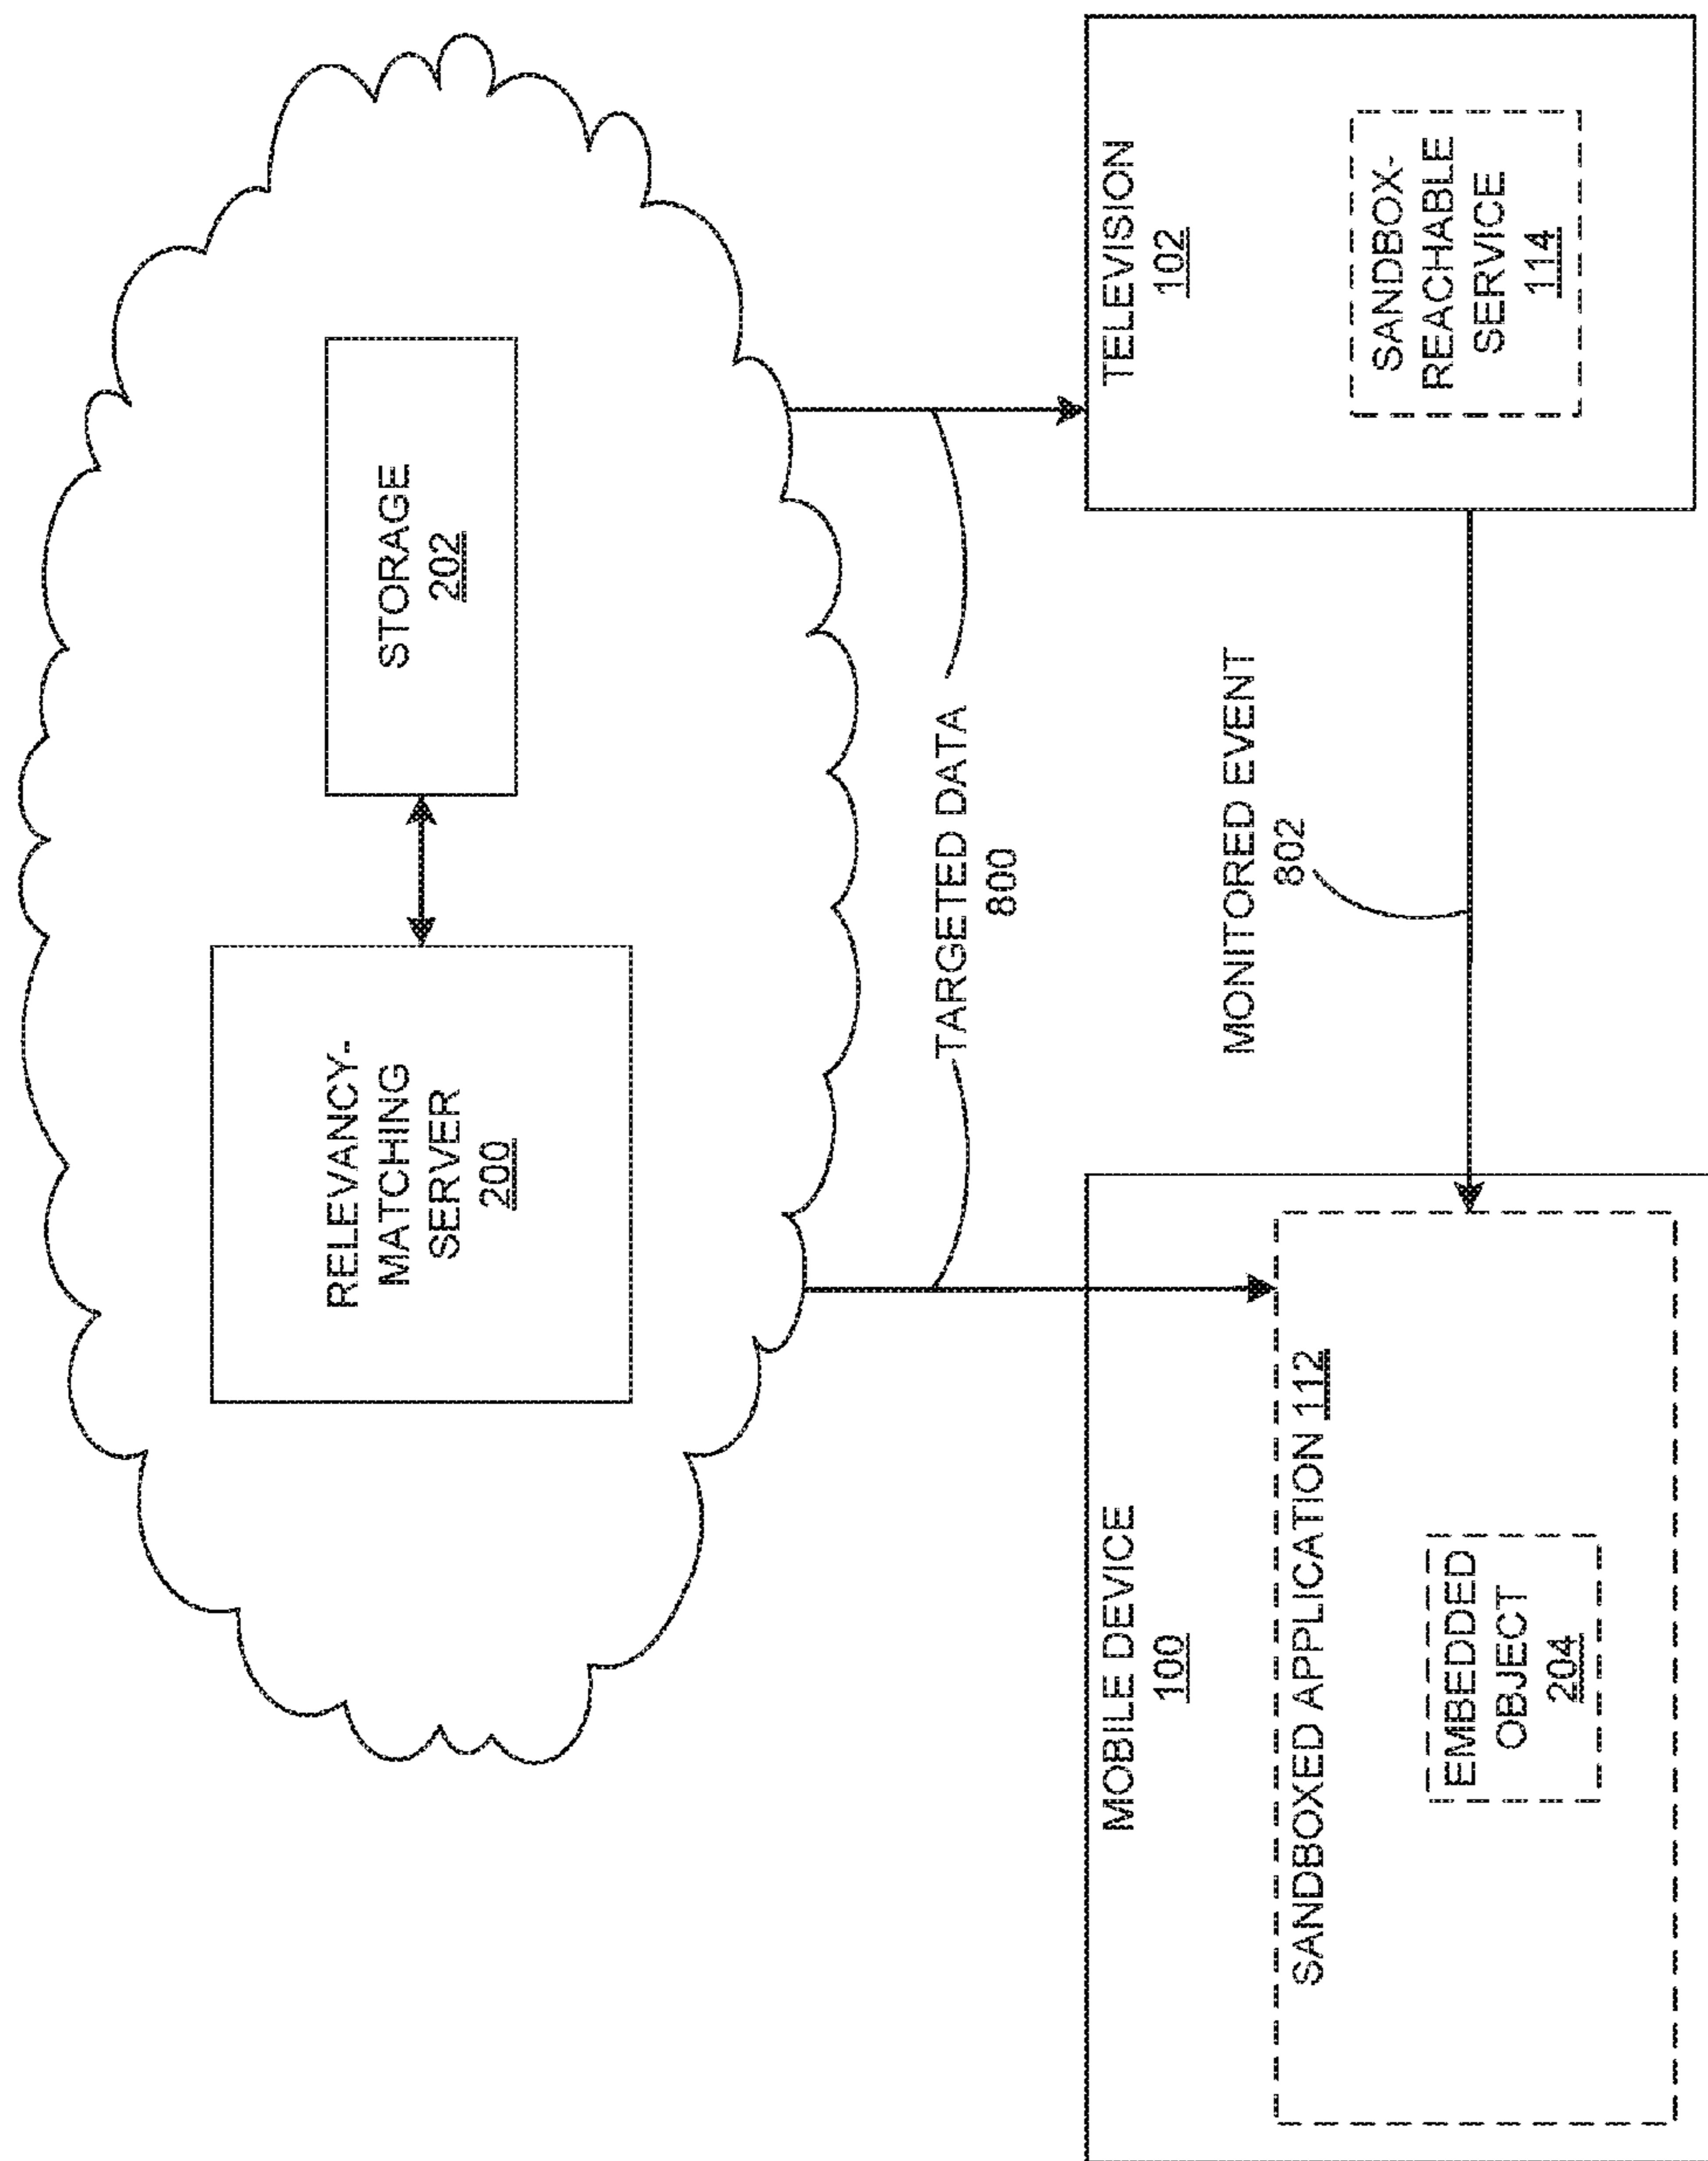 RELEVANCY-
MATCHING
SERVER
200
STORAGE
202
TARGETED DATA
800
MOBILE DEVICE
100
SANDBOXED APPLICATION 112
EMBEDDED
OBJECT
204
MONITORED EVENT
802
TELEVISION
102
SANDBOX-
REACHABLE
SERVICE
114